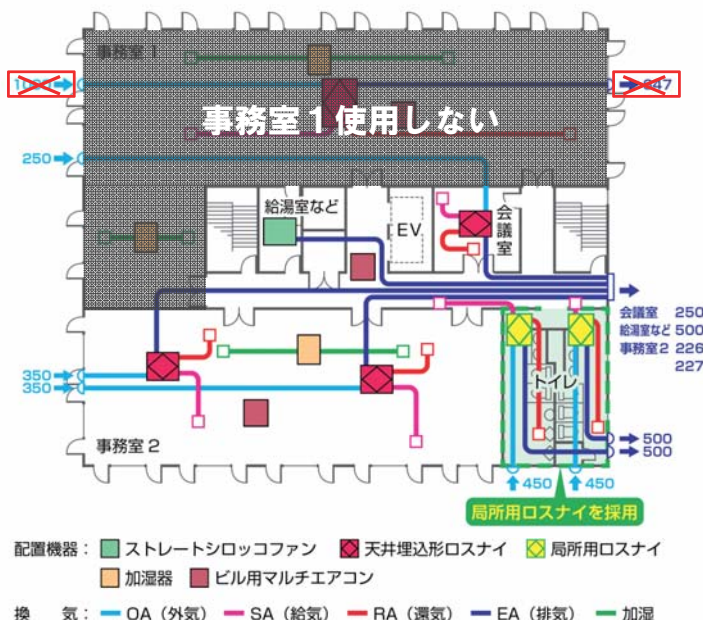 事務室1
事務室1使用しない
247
250
給湯室など
EV
会議室
会議室 250
給湯室など 500
事務室2 226
227
350
350
トイレ
事務室2
500
500
450 450
局所用ロスナイを採用
配置機器： ストレートシロッコファン 天井埋込形ロスナイ 局所用ロスナイ
加湿器 ビル用マルチエアコン
換 気： OA（外気） SA（給気） RA（還気） EA（排気） 加湿